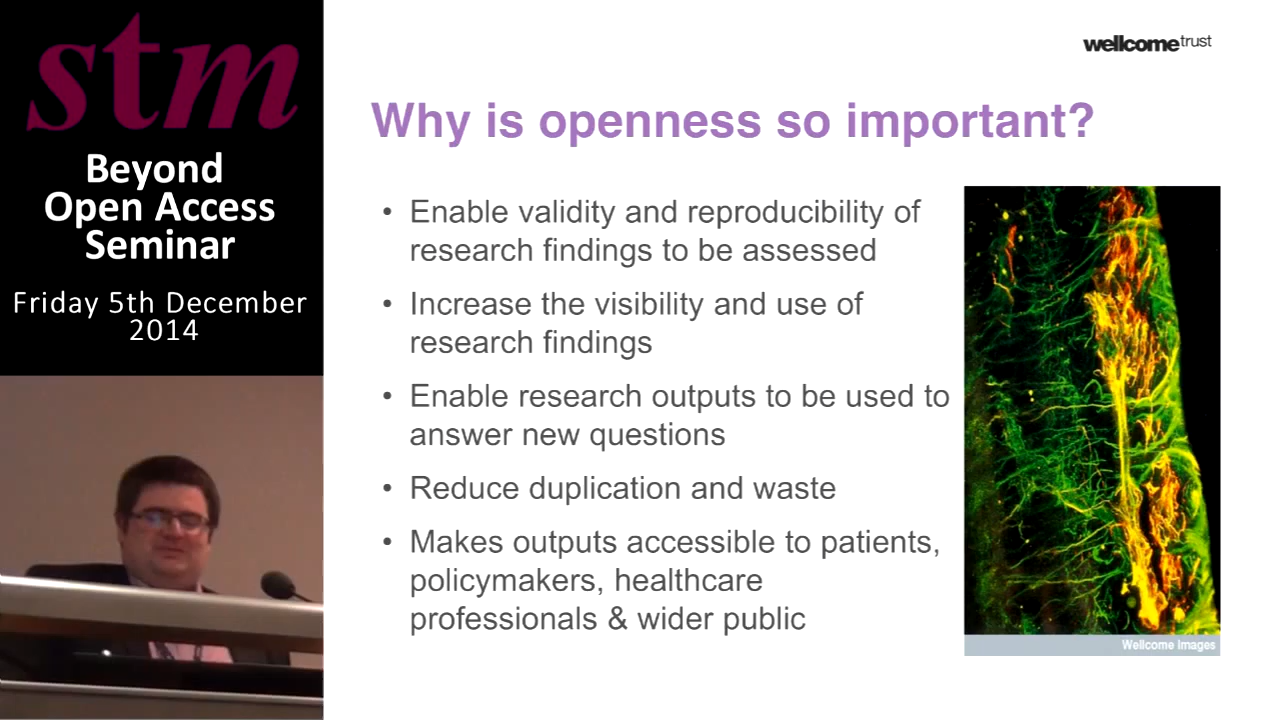 stm
Beyond
Open Access
Seminar
Friday 5th December
2014
wellcometrust
Why is openness so important?
• Enable validity and reproducibility of
research findings to be assessed
• Increase the visibility and use of
research findings
• Enable research outputs to be used to
answer new questions
• Reduce duplication and waste
• Makes outputs accessible to patients,
policymakers, healthcare
professionals & wider public
Wellcome Images